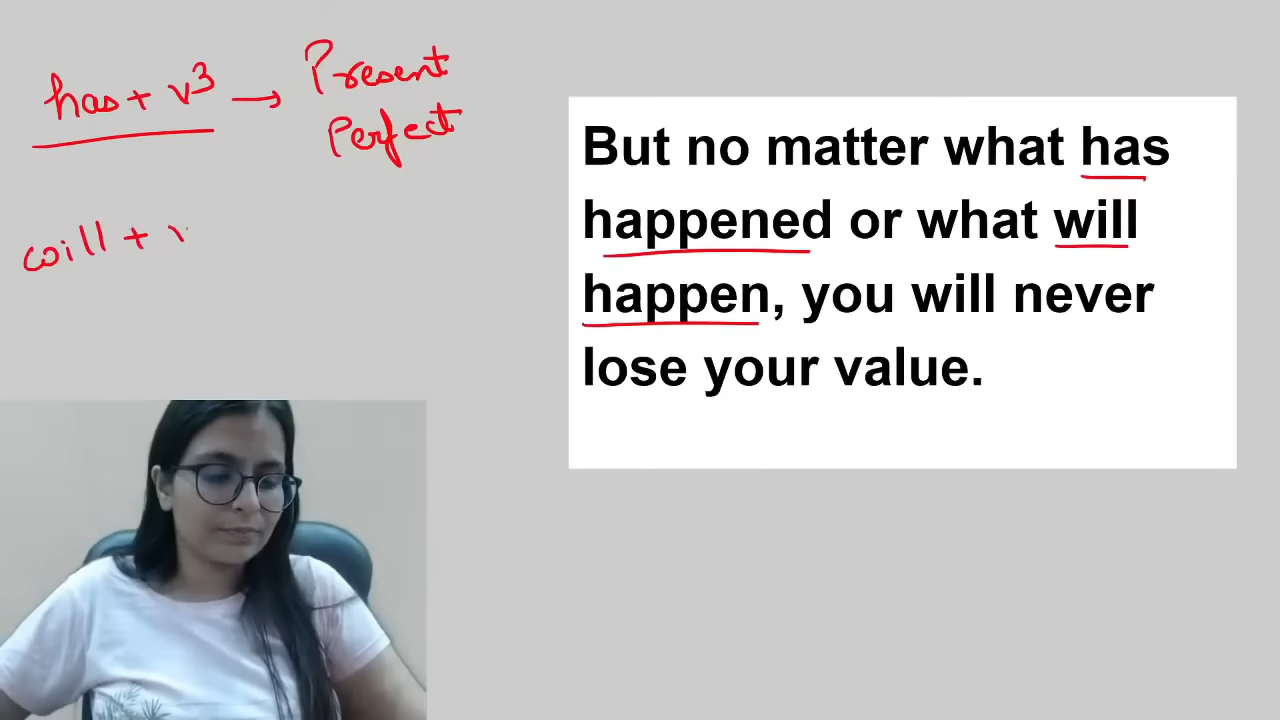 has + v3 → Present
Perfect
will +
But no matter what has
happened or what will
happen, you will never
lose your value.